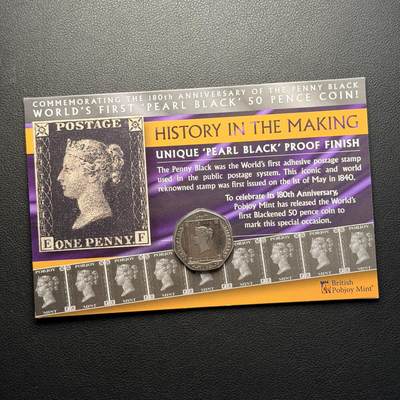 COMMEMORATING THE 180th ANNIVERSARY OF THE PENNY BLACK
WORLD'S FIRST 'PEARL BLACK' 50 PENCE COIN!
POSTAGE
E ONE PENNY F
HISTORY IN THE MAKING
UNIQUE 'PEARL BLACK' PROOF FINISH
The Penny Black was the World's first adhesive postage stamp
used in the public postage system. This iconic and world
reknowned stamp was first issued on the 1st of May in 1840.
To celebrate its 180th Anniversary,
Pobjoy Mint has released the World's
first Blackened 50 pence coin to
mark this special occasion.
POBJOY
MINT
British
Pobjoy Mint